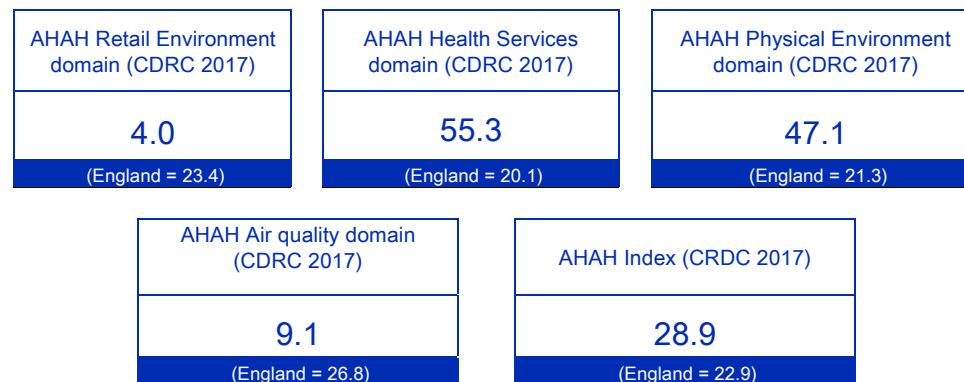 AHAH Retail Environment
domain (CDRC 2017)
4.0
(England = 23.4)
AHAH Health Services
domain (CDRC 2017)
55.3
(England = 20.1)
AHAH Physical Environment
domain (CDRC 2017)
47.1
(England = 21.3)
AHAH Air quality domain
(CDRC 2017)
9.1
(England = 26.8)
AHAH Index (CRDC 2017)
28.9
(England = 22.9)